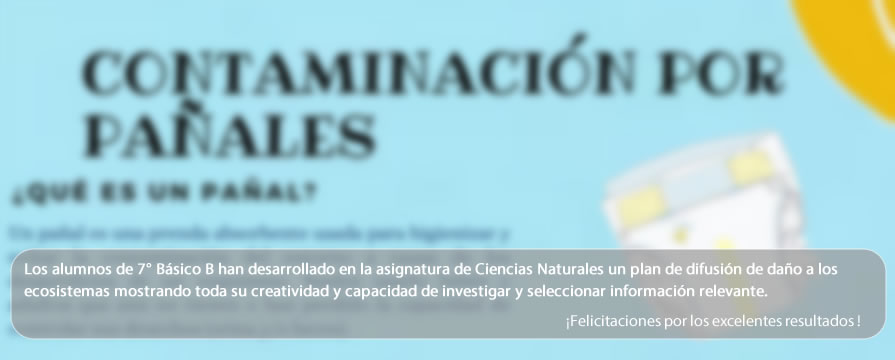 CONTAMINACIÓN POR
PAÑALES
¿QUÉ ES UN PAÑAL?
Un pañal es una prenda absorbente usada para higienizar y
Los alumnos de 7° Básico B han desarrollado en la asignatura de Ciencias Naturales un plan de difusión de daño a los
ecosistemas mostrando toda su creatividad y capacidad de investigar y seleccionar información relevante.
¡Felicitaciones por los excelentes resultados !